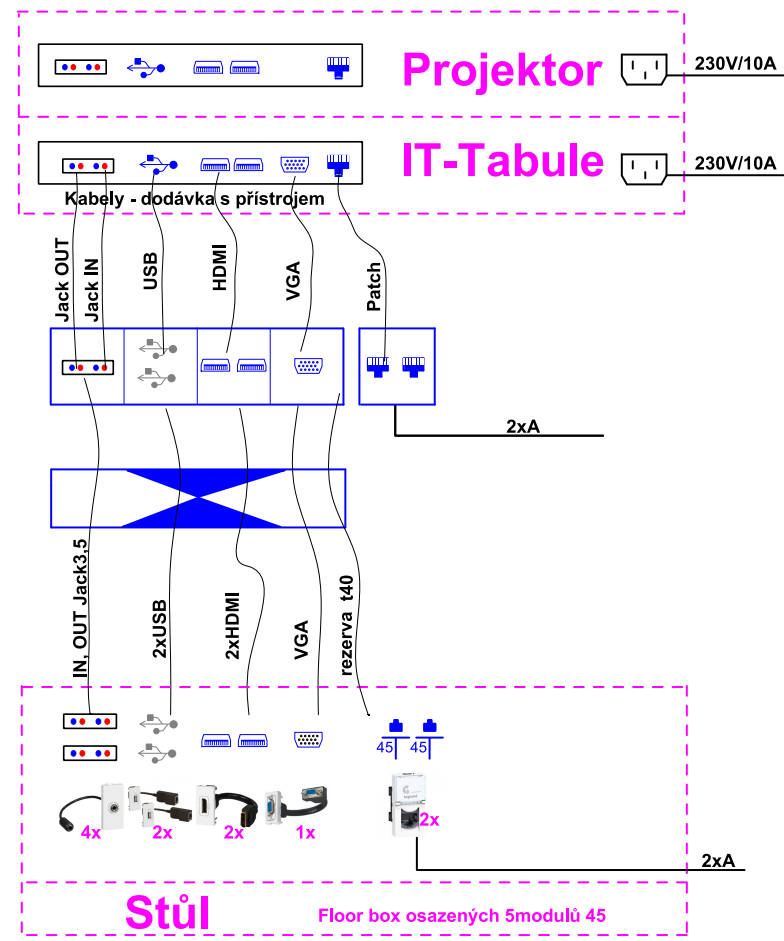 Projektor
230V/10A
IT-Tabule
230V/10A
Kabely - dodávka s přístrojem
Jack OUT
Jack IN
USB
HDMI
VGA
Patch
2xA
IN, OUT Jack3,5
2xUSB
2xHDMI
VGA
rezerva t40
45 45
4x 2x 2x 1x 2x
2xA
Stůl
Floor box osazených 5modulů 45